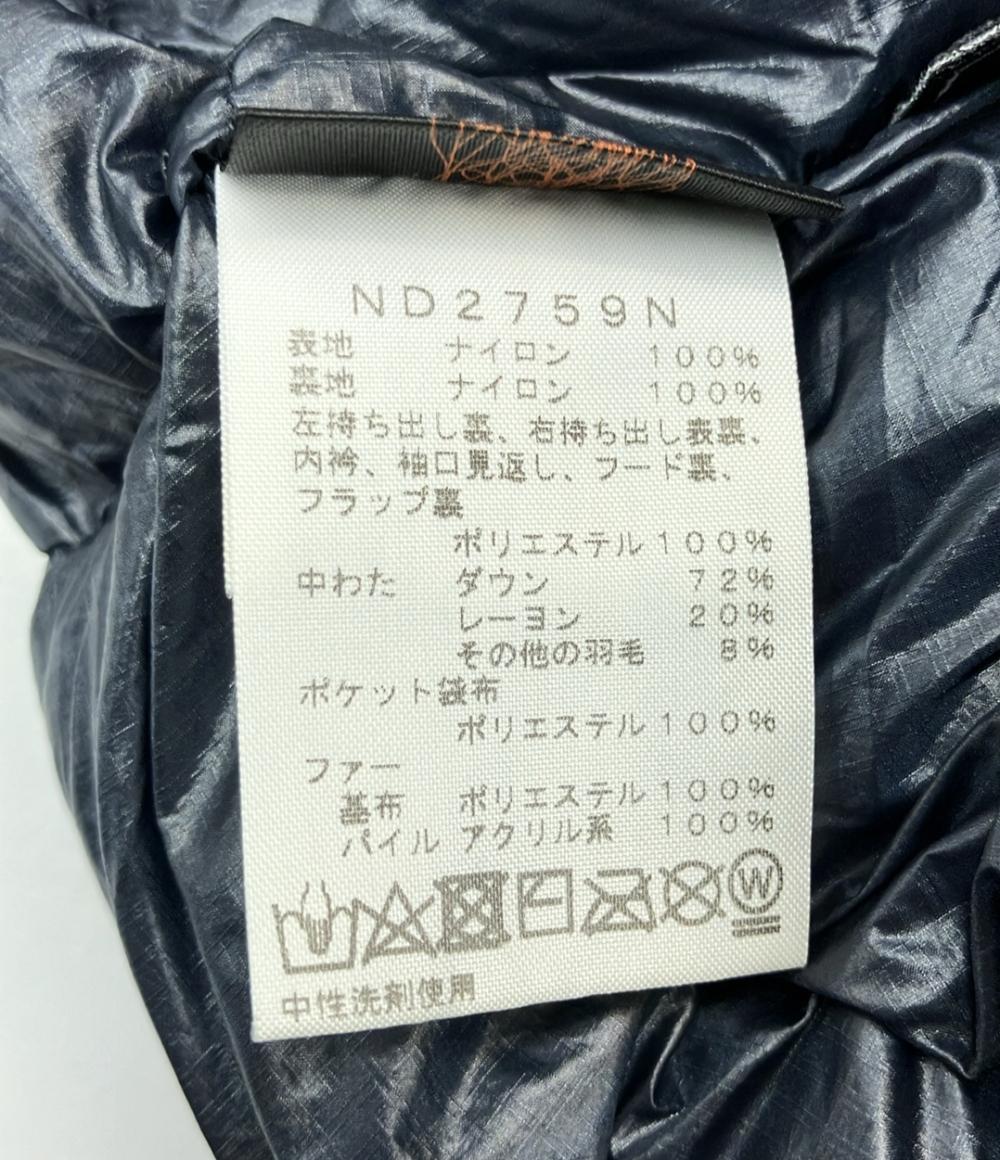 ND2759N
表地 ナイロン 100%
裏地 ナイロン 100%
左持ち出し裏、右持ち出し表裏、
内衿、袖口見返し、フード裏、
フラップ裏
ポリエステル100%
中わた ダウン 72%
レーヨン 20%
その他の羽毛 8%
ポケット袋布
ポリエステル100%
ファー
基布 ポリエステル100%
パイル アクリル系 100%
W
中性洗剤使用